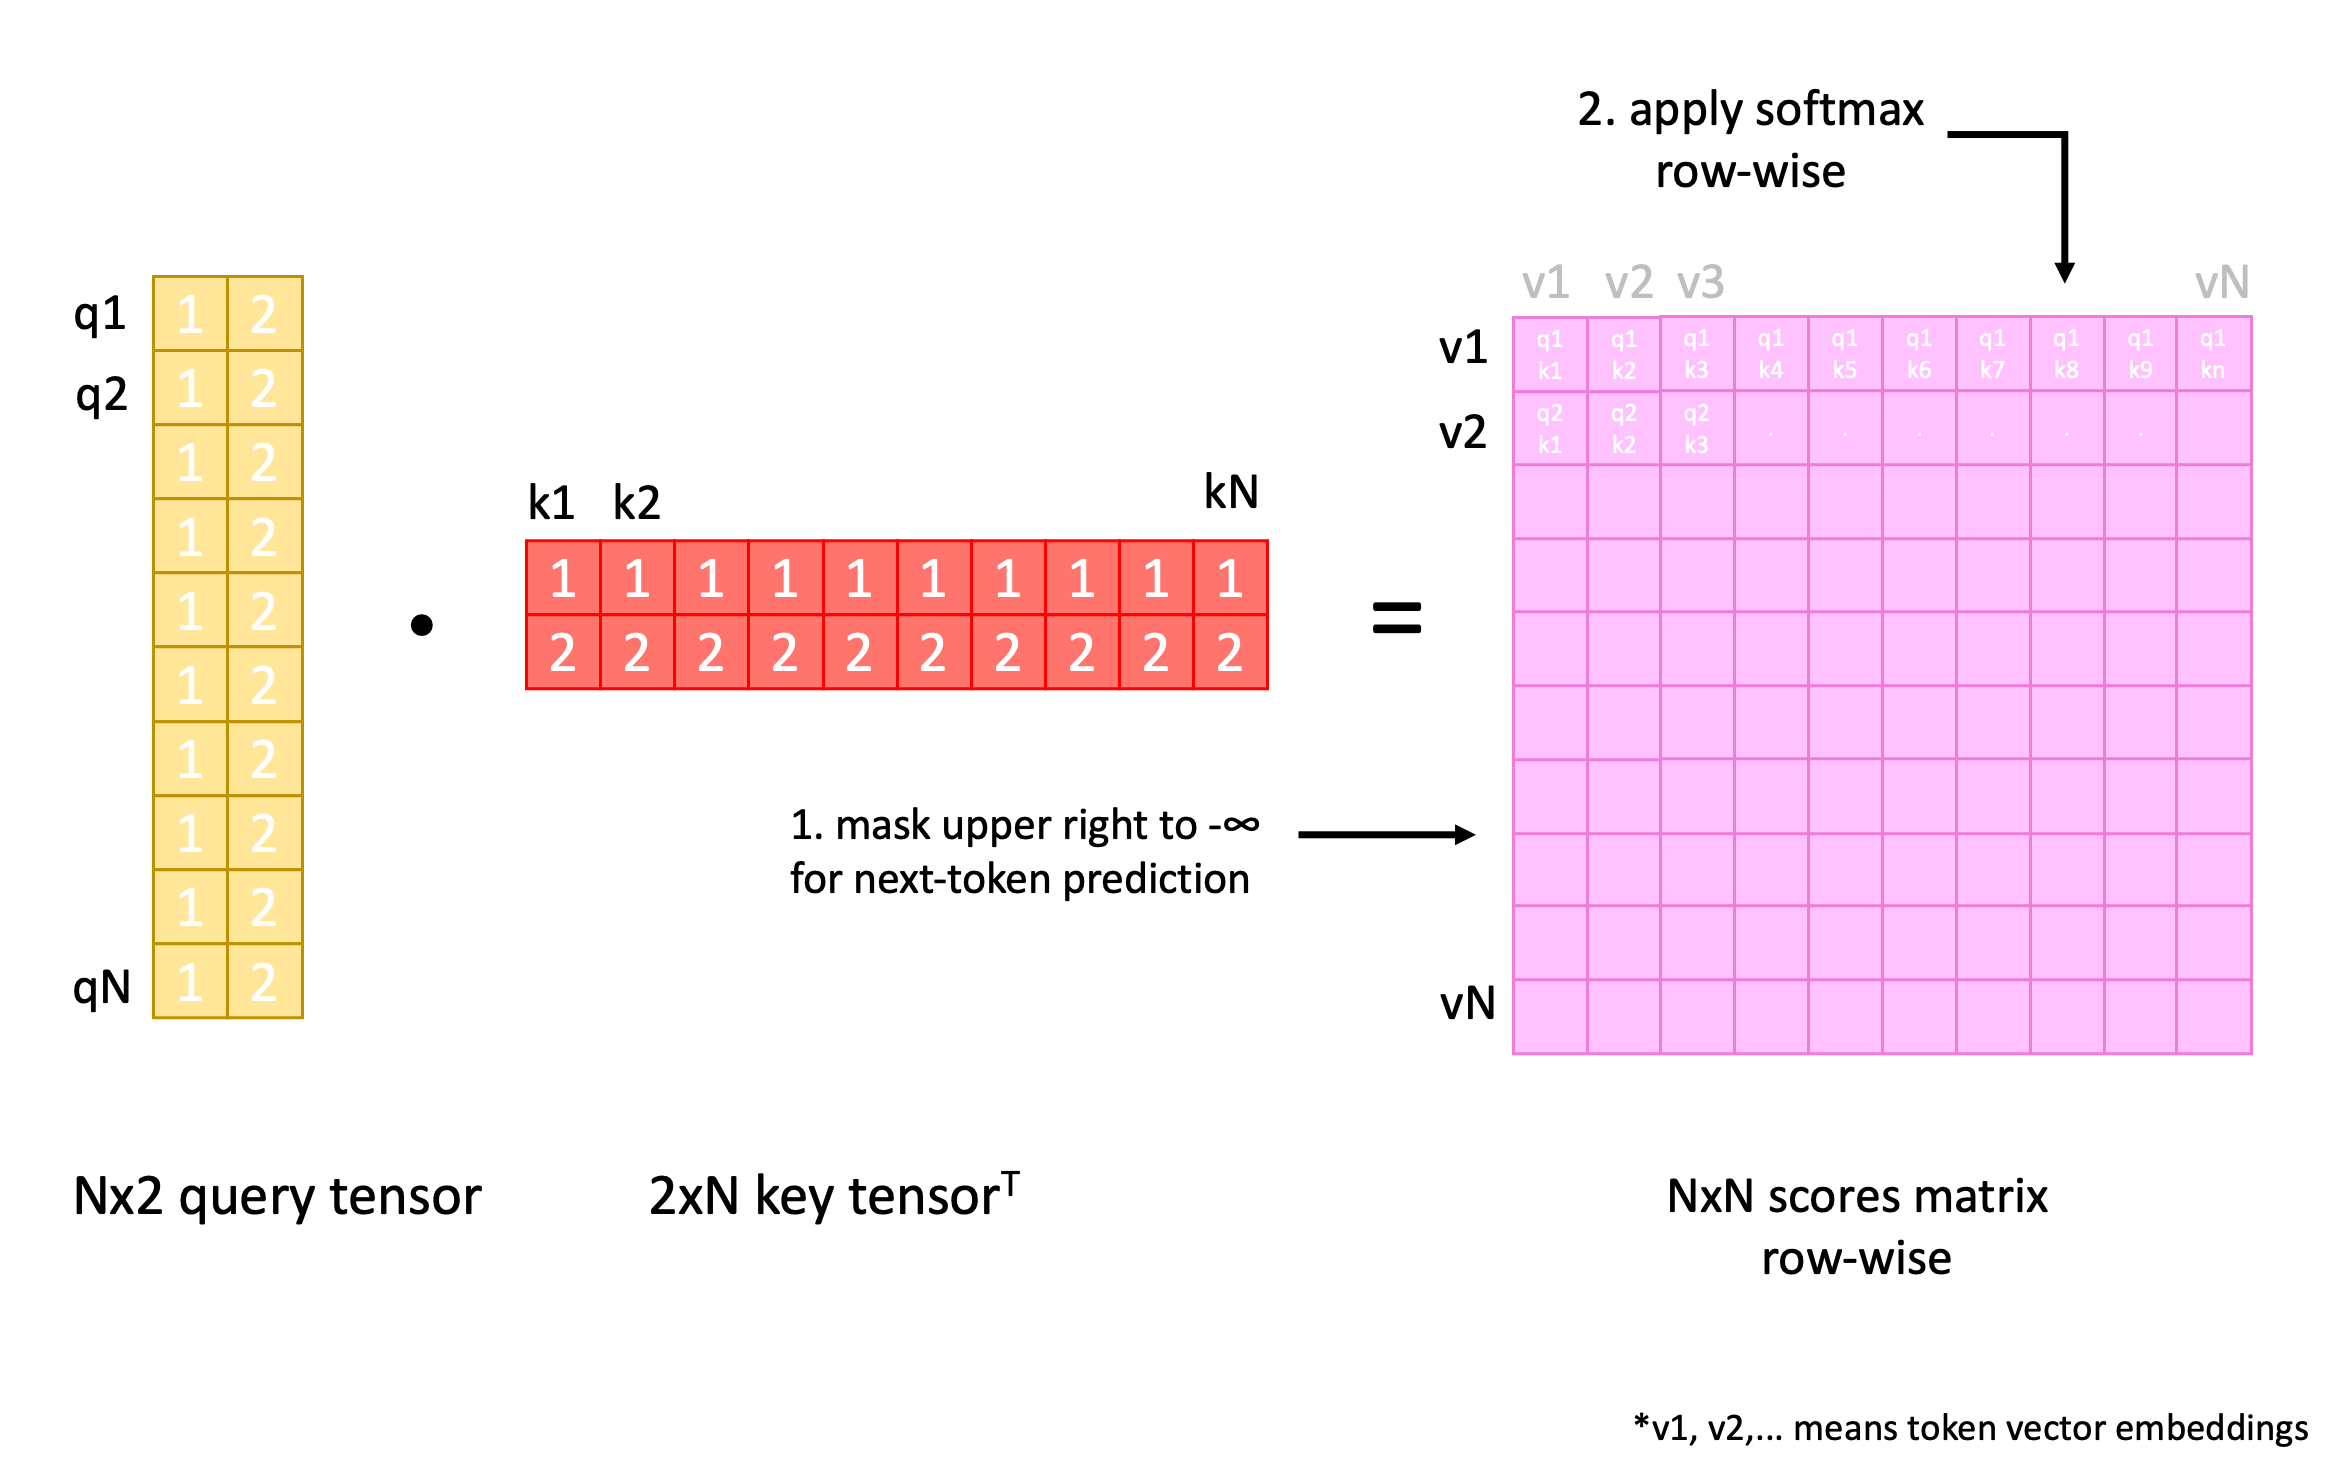 2. apply softmax
row-wise
q1 1 2
q2 1 2
1 2
1 2
1 2
1 2
1 2
1 2
1 2
qN 1 2
k1 k2 kN
1 1 1 1 1 1 1 1 1 1
2 2 2 2 2 2 2 2 2 2
•
=
1. mask upper right to -∞
for next-token prediction
v1 v2 v3 vN
v1
q1 q1 q1 q1 q1 q1 q1 q1 q1 q1
k1 k2 k3 k4 k5 k6 k7 k8 k9 kn
v2
q2 q2 q2 . . . . . .
k1 k2 k3
vN
Nx2 query tensor
2xN key tensorᵀ
NxN scores matrix
row-wise
*v1, v2,... means token vector embeddings